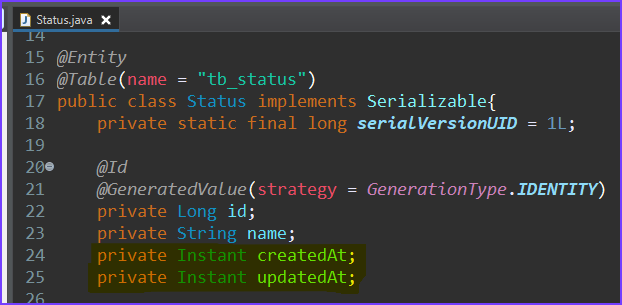 Status.java
14
15 @Entity
16 @Table(name = "tb_status")
17 public class Status implements Serializable{
18 private static final long serialVersionUID = 1L;
19
20 @Id
21 @GeneratedValue(strategy = GenerationType.IDENTITY)
22 private Long id;
23 private String name;
24 private Instant createdAt;
25 private Instant updatedAt;